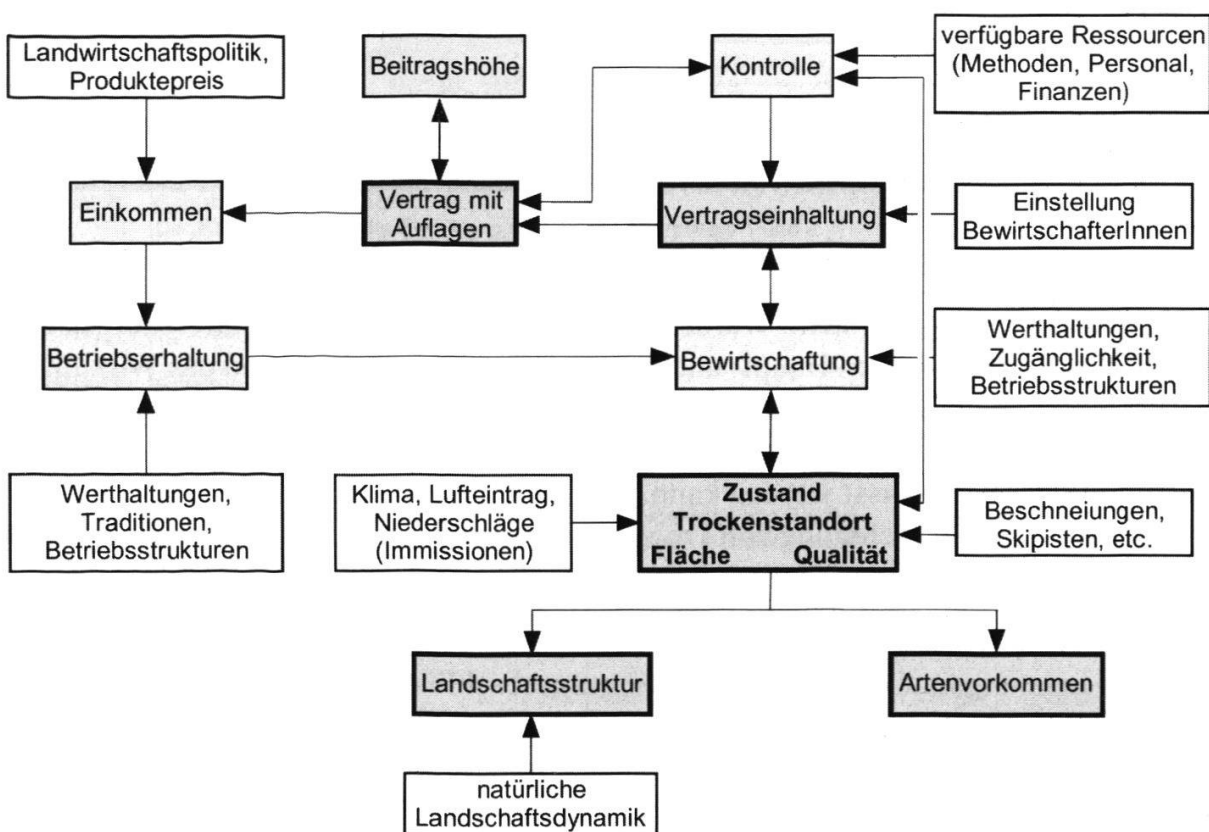 Landwirtschaftspolitik,
Produktepreis
Beitragshöhe
Kontrolle
verfügbare Ressourcen
(Methoden, Personal,
Finanzen)
Einkommen
Vertrag mit
Auflagen
Vertragseinhaltung
Einstellung
BewirtschafterInnen
Betriebserhaltung
Bewirtschaftung
Werthaltungen,
Zugänglichkeit,
Betriebsstrukturen
Werthaltungen,
Traditionen,
Betriebsstrukturen
Klima, Lufteintrag,
Niederschläge
(Immissionen)
Zustand
Trockenstandort
Fläche Qualität
Beschneiungen,
Skipisten, etc.
Landschaftsstruktur
Artenvorkommen
natürliche
Landschaftsdynamik